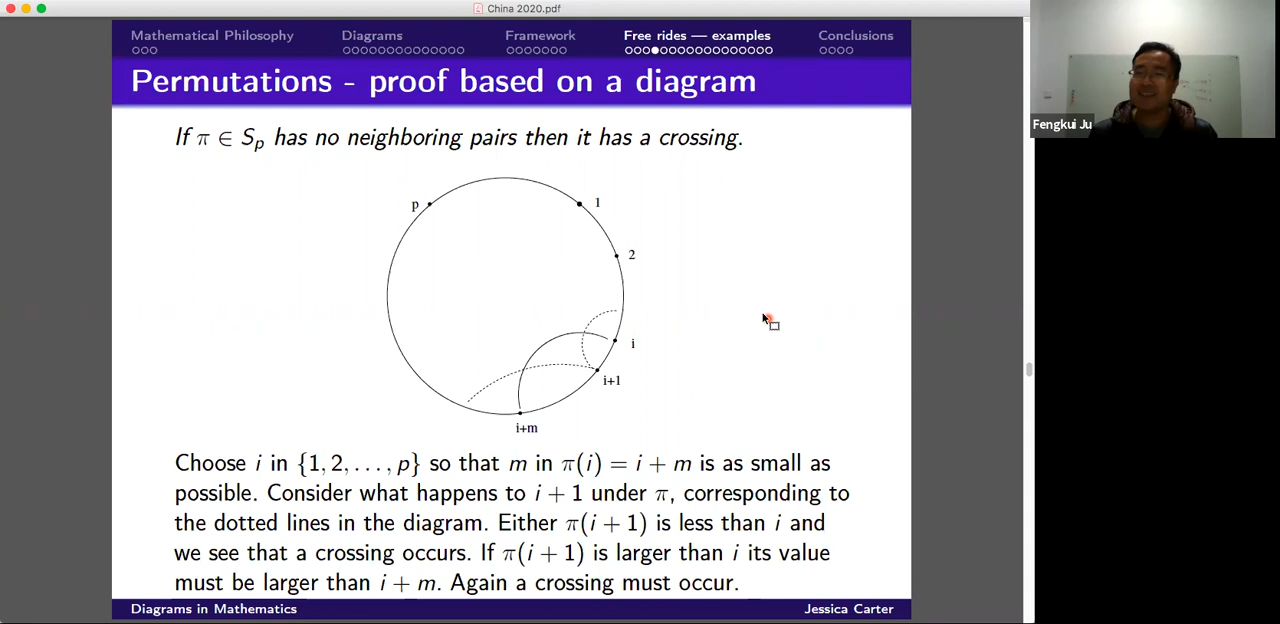 China 2020.pdf
Mathematical Philosophy
Diagrams
Framework
Free rides — examples
Conclusions
Permutations - proof based on a diagram
Fengkui Ju
If π ∈ Sₚ has no neighboring pairs then it has a crossing.
p
1
2
i
i+1
i+m
Choose i in {1, 2, . . . , p} so that m in π(i) = i + m is as small as
possible. Consider what happens to i + 1 under π, corresponding to
the dotted lines in the diagram. Either π(i + 1) is less than i and
we see that a crossing occurs. If π(i + 1) is larger than i its value
must be larger than i + m. Again a crossing must occur.
Diagrams in Mathematics
Jessica Carter